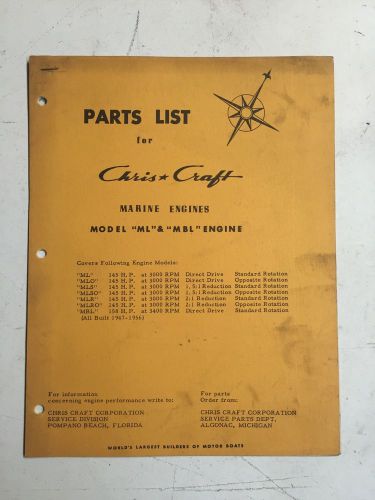 PARTS LIST
for
Chris★Craft
MARINE ENGINES
MODEL "ML" & "MBL" ENGINE
Covers Following Engine Models:
"ML" 145 H.P. at 3000 RPM Direct Drive Standard Rotation
"MLO" 145 H.P. at 3000 RPM Direct Drive Opposite Rotation
"MLS" 145 H.P. at 3000 RPM 1.5:1 Reduction Standard Rotation
"MLSO" 145 H.P. at 3000 RPM 1.5:1 Reduction Opposite Rotation
"MLR" 145 H.P. at 3000 RPM 2:1 Reduction Standard Rotation
"MLRO" 145 H.P. at 3000 RPM 2:1 Reduction Opposite Rotation
"MBL" 158 H.P. at 3400 RPM Direct Drive Standard Rotation
(All Built 1947-1956)
For information
concerning engine performance write to:
CHRIS CRAFT CORPORATION
SERVICE DIVISION
POMPANO BEACH, FLORIDA
For parts
Order from:
CHRIS CRAFT CORPORATION
SERVICE PARTS DEPT.
ALGONAC, MICHIGAN
WORLD'S LARGEST BUILDERS OF MOTOR BOATS